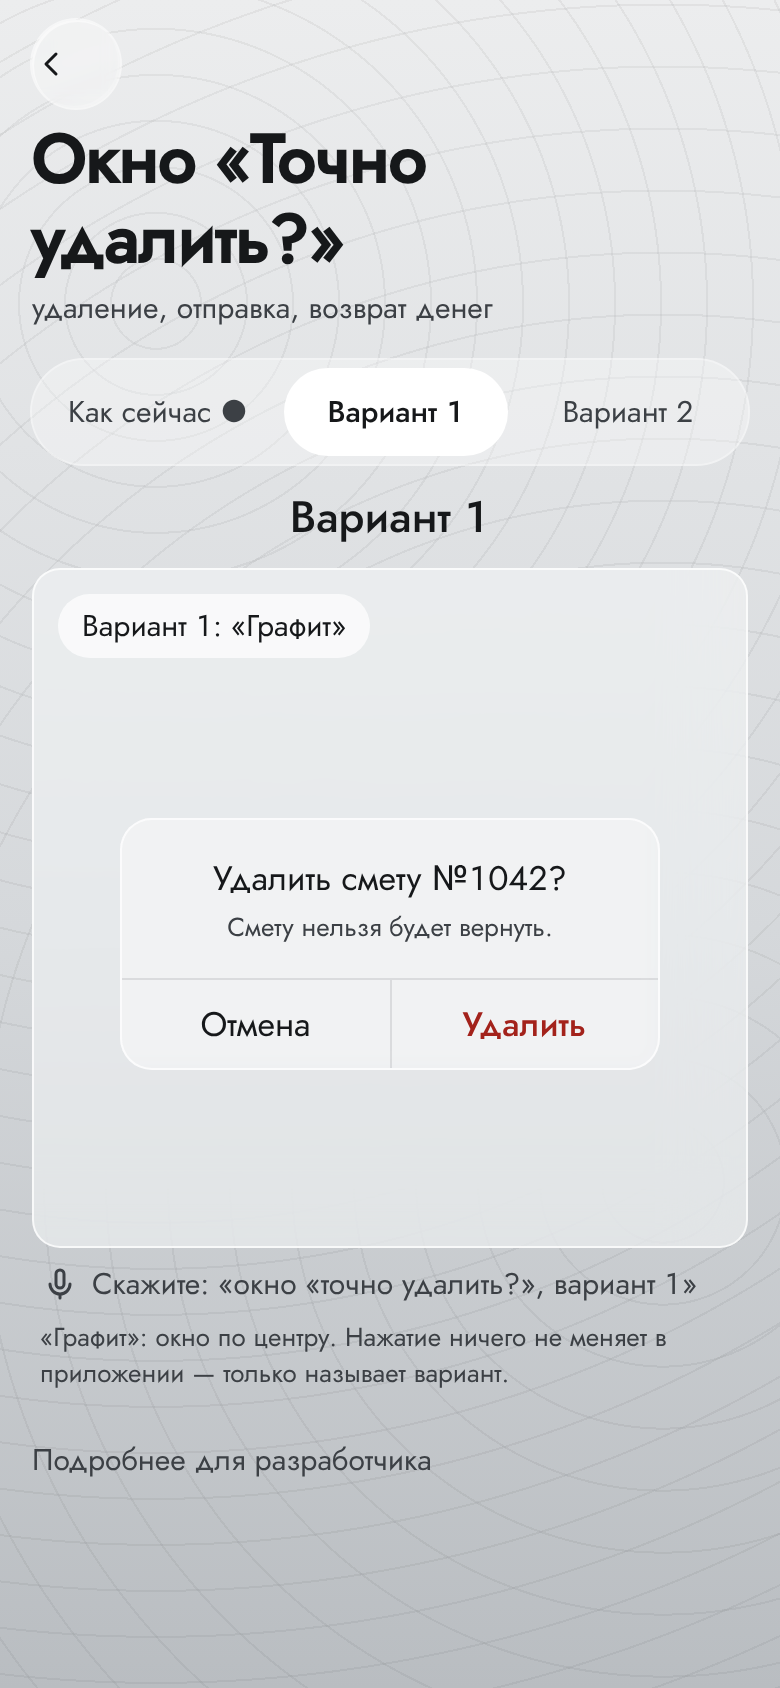 Окно «Точно
удалить?»
удаление, отправка, возврат денег
Как сейчас
Вариант 1
Вариант 2
Вариант 1
Вариант 1: «Графит»
Удалить смету №1042?
Смету нельзя будет вернуть.
Отмена
Удалить
Скажите: «окно «точно удалить?», вариант 1»
«Графит»: окно по центру. Нажатие ничего не меняет в
приложении — только называет вариант.
Подробнее для разработчика